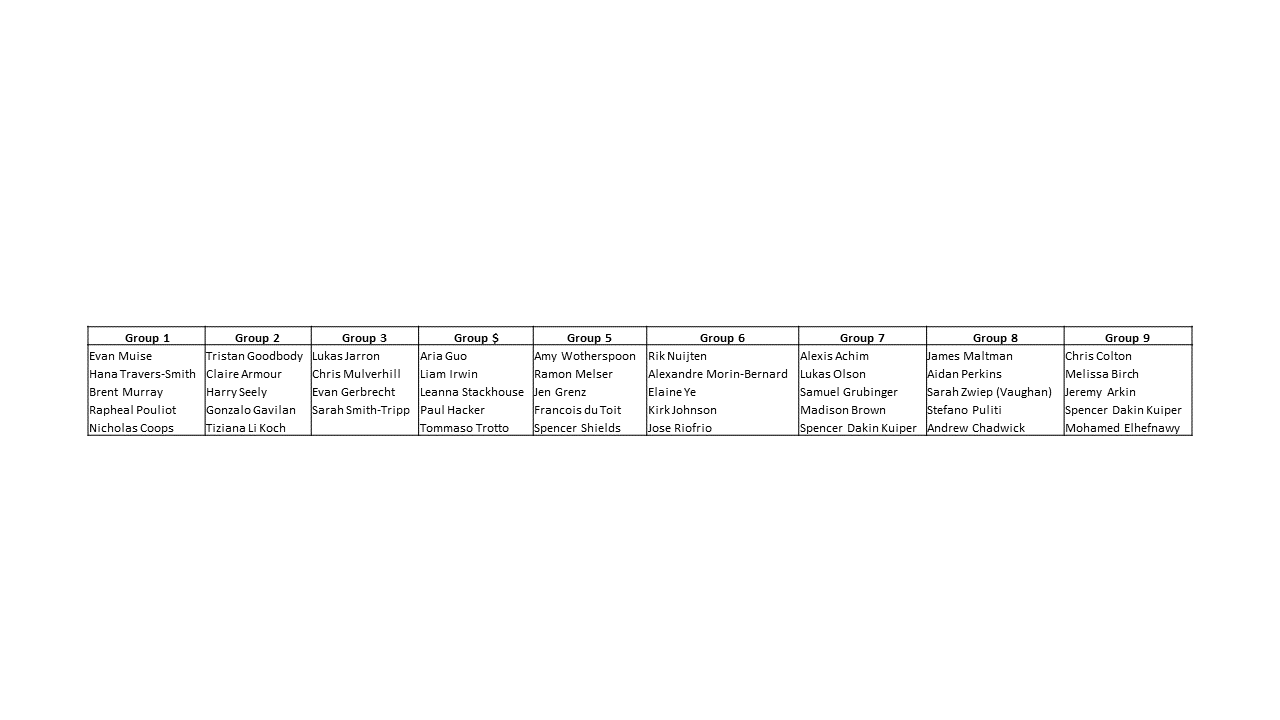 Group 1 Group 2 Group 3 Group $ Group 5 Group 6 Group 7 Group 8 Group 9
Evan Muise Tristan Goodbody Lukas Jarron Aria Guo Amy Wotherspoon Rik Nuijten Alexis Achim James Maltman Chris Colton
Hana Travers-Smith Claire Armour Chris Mulverhill Liam Irwin Ramon Melser Alexandre Morin-Bernard Lukas Olson Aidan Perkins Melissa Birch
Brent Murray Harry Seely Evan Gerbrecht Leanna Stackhouse Jen Grenz Elaine Ye Samuel Grubinger Sarah Zwiep (Vaughan) Jeremy Arkin
Rapheal Pouliot Gonzalo Gavilan Sarah Smith-Tripp Paul Hacker Francois du Toit Kirk Johnson Madison Brown Stefano Puliti Spencer Dakin Kuiper
Nicholas Coops Tiziana Li Koch Tommaso Trotto Spencer Shields Jose Riofrio Spencer Dakin Kuiper Andrew Chadwick Mohamed Elhefnawy